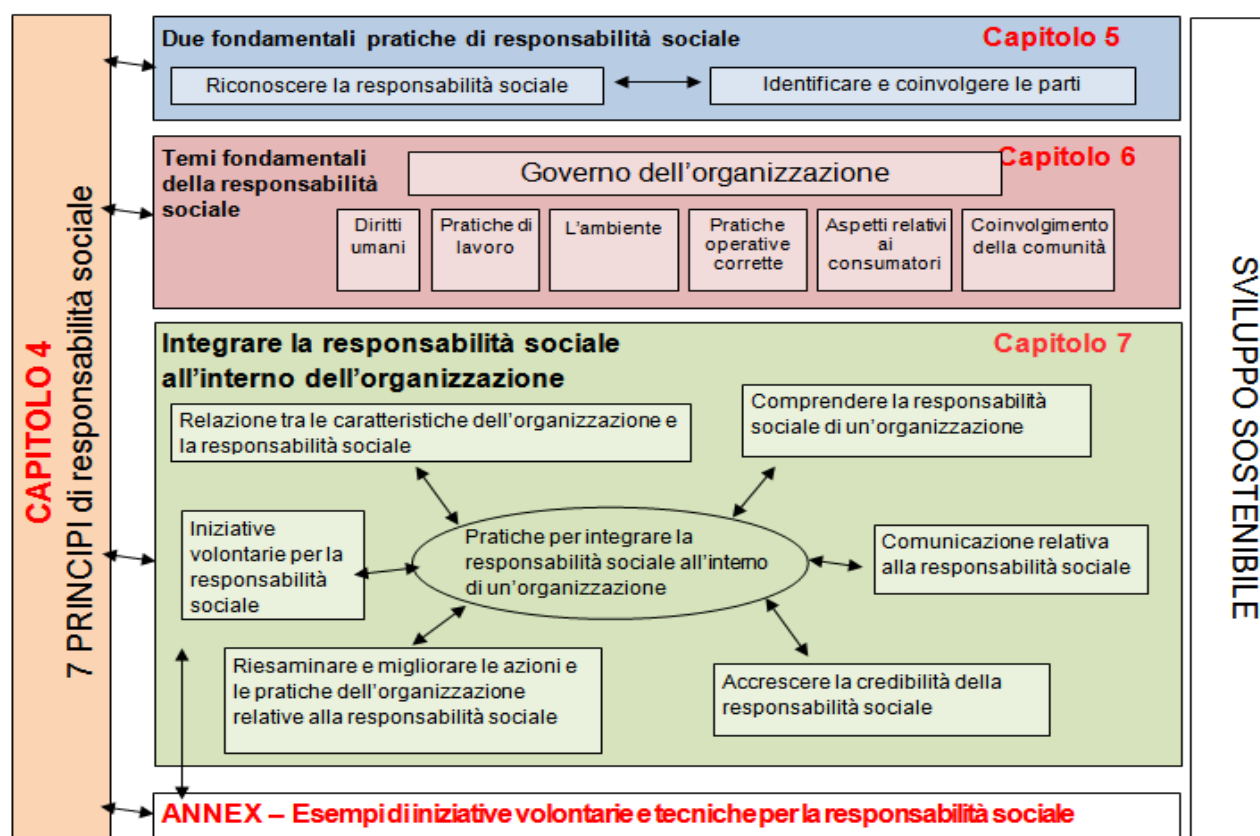 CAPITOLO 4
7 PRINCIPI di responsabilità sociale
Due fondamentali pratiche di responsabilità sociale
Capitolo 5
Riconoscere la responsabilità sociale
Identificare e coinvolgere le parti
Temi fondamentali
della responsabilità
sociale
Capitolo 6
Governo dell'organizzazione
Diritti
umani
Pratiche di
lavoro
L'ambiente
Pratiche
operative
corrette
Aspetti relativi
ai
consumatori
Coinvolgimento
della comunità
Integrare la responsabilità sociale
all'interno dell'organizzazione
Capitolo 7
Relazione tra le caratteristiche dell'organizzazione e
la responsabilità sociale
Comprendere la responsabilità
sociale di un'organizzazione
Iniziative
volontarie per la
responsabilità
sociale
Pratiche per integrare la
responsabilità sociale all'interno
di un'organizzazione
Comunicazione relativa
alla responsabilità sociale
Riesaminare e migliorare le azioni e
le pratiche dell'organizzazione
relative alla responsabilità sociale
Accrescere la credibilità della
responsabilità sociale
ANNEX – Esempi di iniziative volontarie e tecniche per la responsabilità sociale
SVILUPPO SOSTENIBILE